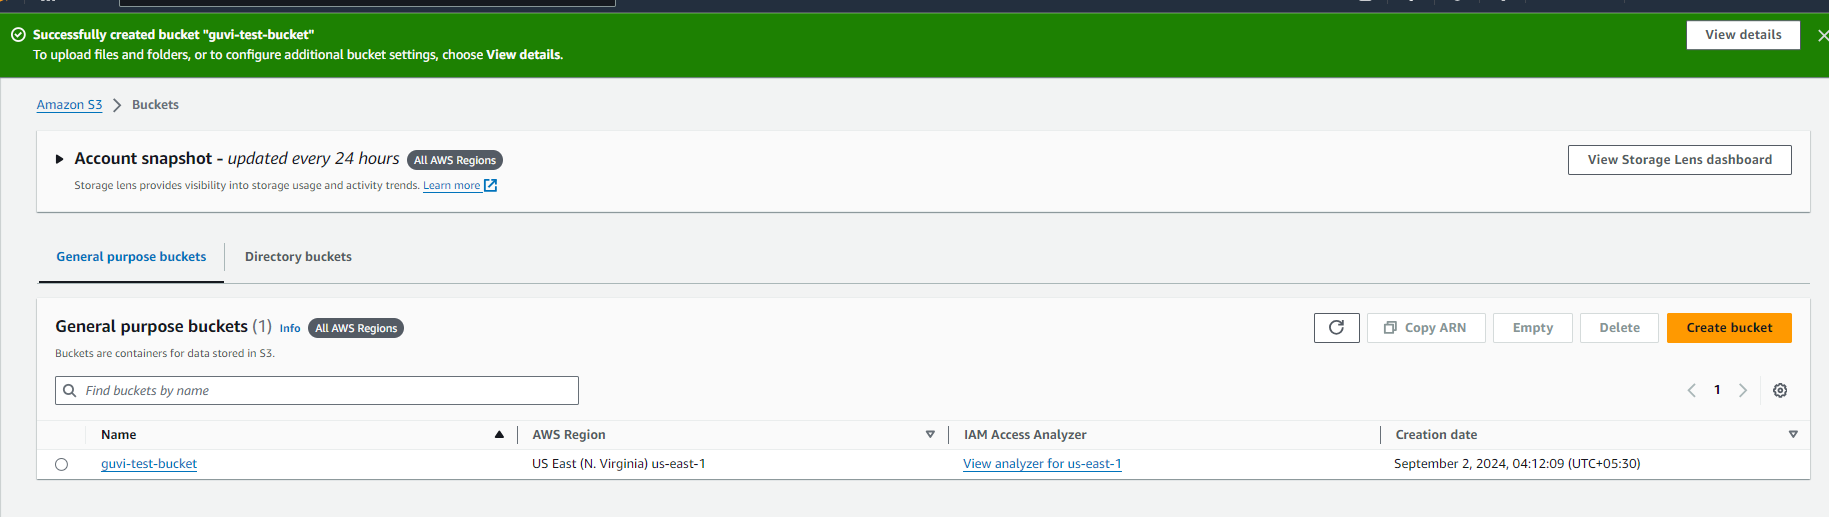 Successfully created bucket "guvi-test-bucket"
To upload files and folders, or to configure additional bucket settings, choose View details.
View details
Amazon S3 Buckets
Account snapshot - updated every 24 hours All AWS Regions
View Storage Lens dashboard
Storage lens provides visibility into storage usage and activity trends. Learn more
General purpose buckets Directory buckets
General purpose buckets (1) Info All AWS Regions
Copy ARN Empty Delete Create bucket
Buckets are containers for data stored in S3.
Find buckets by name
1
Name AWS Region IAM Access Analyzer Creation date
guvi-test-bucket US East (N. Virginia) us-east-1 View analyzer for us-east-1 September 2, 2024, 04:12:09 (UTC+05:30)